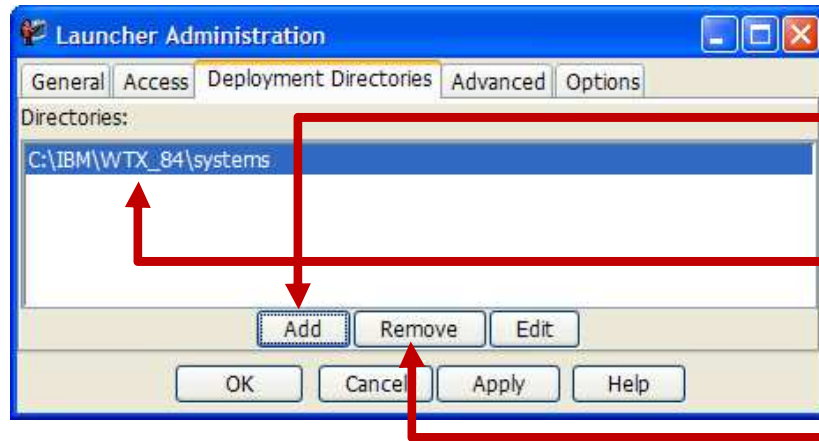 Launcher Administration
General Access Deployment Directories Advanced Options
Directories:
C:\IBM\WTX_84\systems
Add Remove Edit
OK Cancel Apply Help